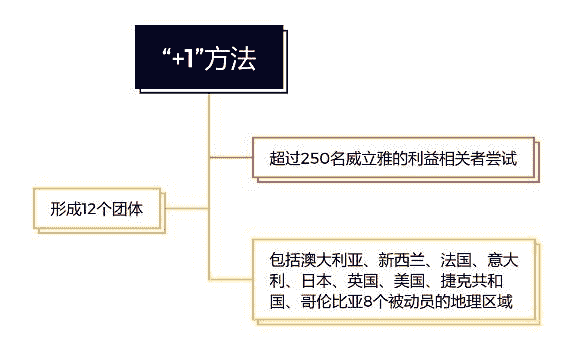 “+1”方法
超过250名威立雅的利益相关者尝试
形成12个团体
包括澳大利亚、新西兰、法国、意大
利、日本、英国、美国、捷克共和
国、哥伦比亚8个被动员的地理区域